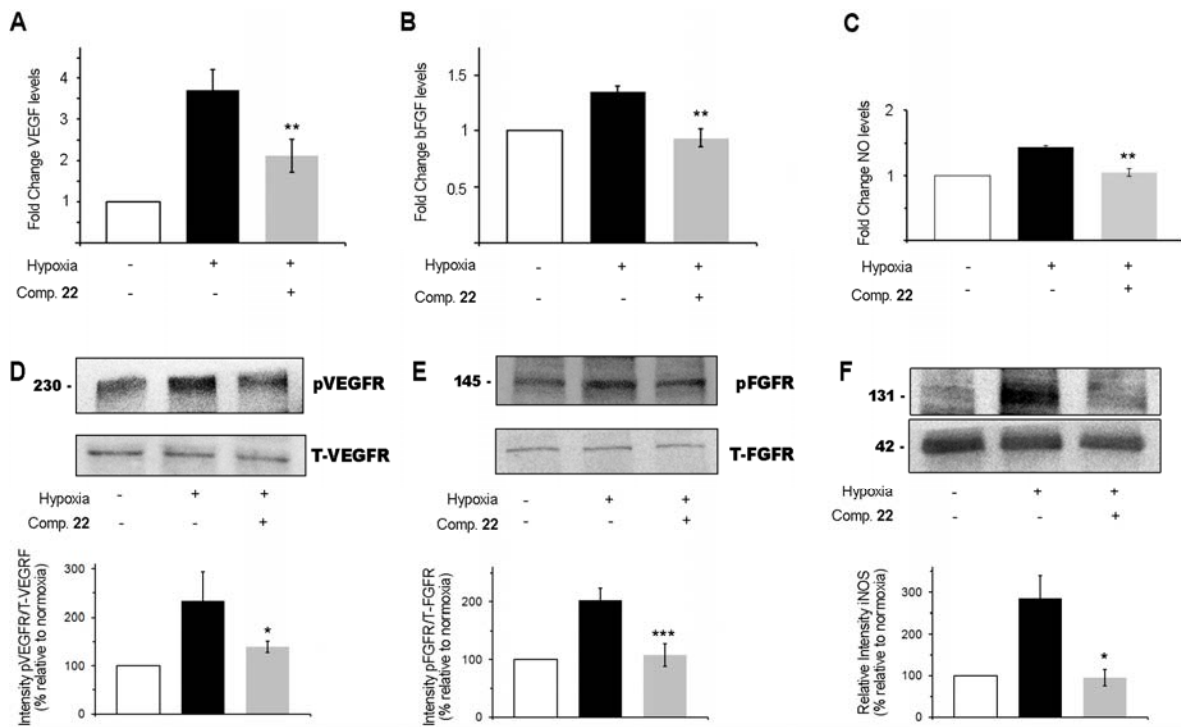 A
Fold Change VEGF levels
4
3
2
1
**
Hypoxia - + +
Comp. 22 - - +
B
Fold Change bFGF levels
1.5
1
0.5
**
- + +
- - +
C
Fold Change NO levels
2
1
**
Hypoxia - + +
Comp. 22 - - +
D
230 -
pVEGFR
T-VEGFR
Hypoxia - + +
Comp. 22 - - +
Intensity pVEGFR/T-VEGRF
(% relative to normoxia)
300
200
100
0
*
E
145 -
pFGFR
T-FGFR
Hypoxia - + +
Comp. 22 - - +
Intensity pFGFR/T-FGFR
(% relative to normoxia)
300
200
100
0
***
F
131 -
42 -
Hypoxia - + +
Comp. 22 - - +
Relative Intensity iNOS
(% relative to normoxia)
300
200
100
0
*